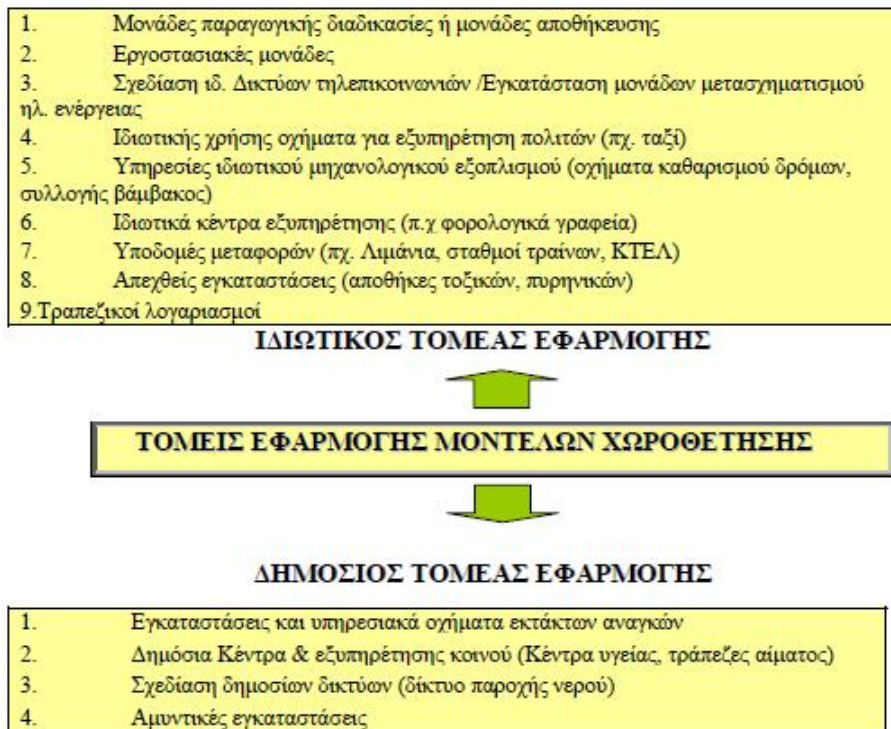 1. Μονάδες παραγωγικής διαδικασίες ή μονάδες αποθήκευσης
2. Εργοστασιακές μονάδες
3. Σχεδίαση ιδ. Δικτύων τηλεπικοινωνιών /Εγκατάσταση μονάδων μετασχηματισμού
ηλ. ενέργειας
4. Ιδιωτικής χρήσης οχήματα για εξυπηρέτηση πολιτών (πχ. ταξί)
5. Υπηρεσίες ιδιωτικού μηχανολογικού εξοπλισμού (οχήματα καθαρισμού δρόμων,
συλλογής βάμβακος)
6. Ιδιωτικά κέντρα εξυπηρέτησης (π.χ φορολογικά γραφεία)
7. Υποδομές μεταφορών (πχ. Λιμάνια, σταθμοί τραίνων, ΚΤΕΛ)
8. Απεχθείς εγκαταστάσεις (αποθήκες τοξικών, πυρηνικών)
9.Τραπεζικοί λογαριασμοί
ΙΔΙΩΤΙΚΟΣ ΤΟΜΕΑΣ ΕΦΑΡΜΟΓΗΣ
ΤΟΜΕΙΣ ΕΦΑΡΜΟΓΗΣ ΜΟΝΤΕΛΩΝ ΧΩΡΟΘΕΤΗΣΗΣ
ΔΗΜΟΣΙΟΣ ΤΟΜΕΑΣ ΕΦΑΡΜΟΓΗΣ
1. Εγκαταστάσεις και υπηρεσιακά οχήματα εκτάκτων αναγκών
2. Δημόσια Κέντρα & εξυπηρέτησης κοινού (Κέντρα υγείας, τράπεζες αίματος)
3. Σχεδίαση δημοσίων δικτύων (δίκτυο παροχής νερού)
4. Αμυντικές εγκαταστάσεις